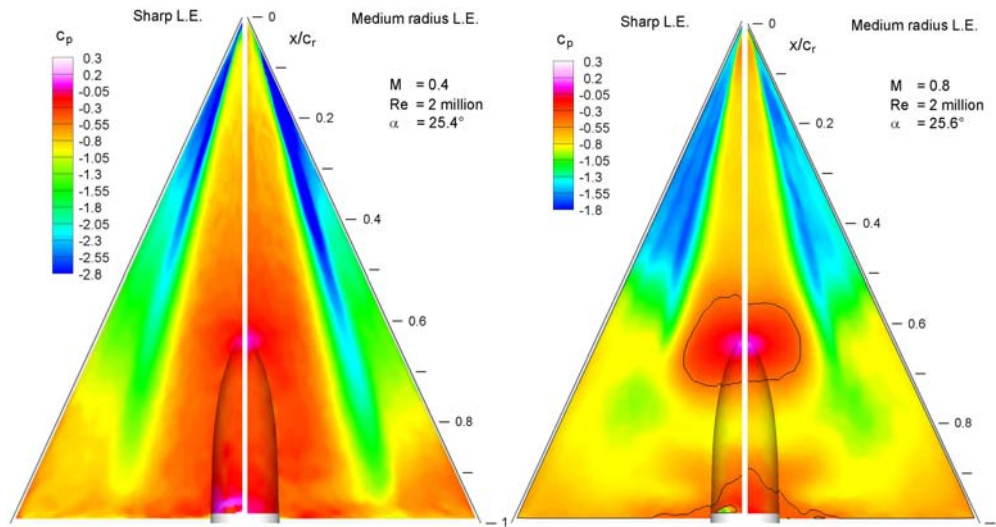 Sharp L.E.
Medium radius L.E.
cp
x/cr
0.3
0.2
-0.05
-0.3
-0.55
-0.8
-1.05
-1.3
-1.55
-1.8
-2.05
-2.3
-2.55
-2.8
M = 0.4
Re = 2 million
α = 25.4°
0
0.2
0.4
0.6
0.8
1
Sharp L.E.
Medium radius L.E.
cp
x/cr
0.3
0.2
-0.05
-0.3
-0.55
-0.8
-1.05
-1.3
-1.55
-1.8
M = 0.8
Re = 2 million
α = 25.6°
0
0.2
0.4
0.6
0.8